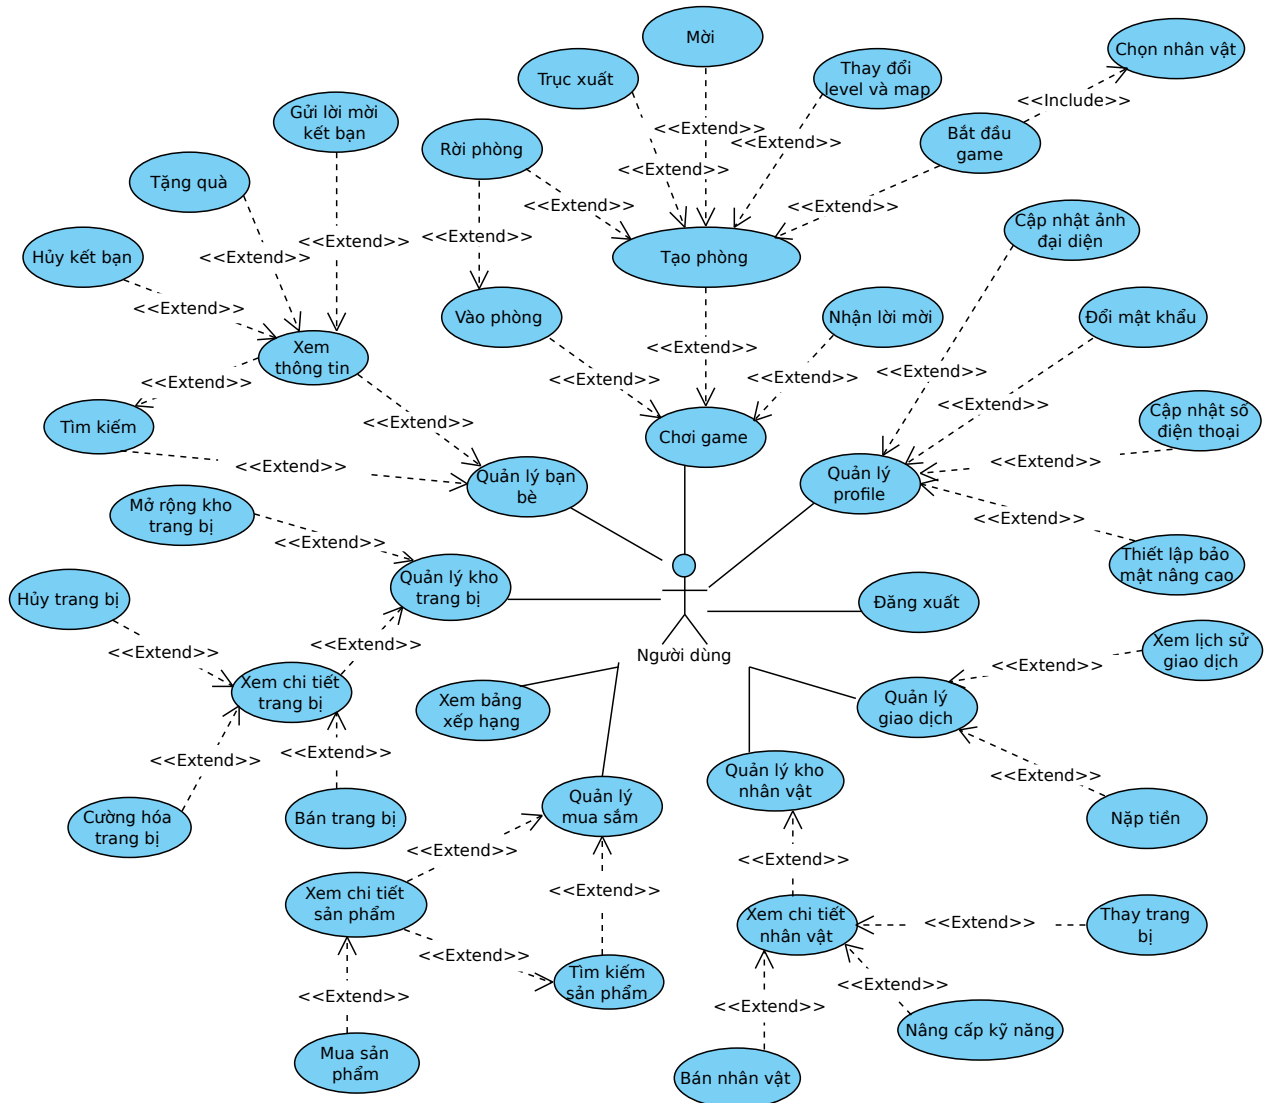 Mời
Chọn nhân vật
Trục xuất
Thay đổi
level và map
<<Include>>
Gửi lời mời
kết bạn
Bắt đầu
game
<<Extend>>
<<Extend>>
Rời phòng
<<Extend>>
Tặng quà
<<Extend>>
<<Extend>>
Cập nhật ảnh
đại diện
<<Extend>>
<<Extend>>
Hủy kết bạn
<<Extend>>
Tạo phòng
<<Extend>>
Vào phòng
Nhận lời mời
Đổi mật khẩu
Xem
thông tin
<<Extend>>
<<Extend>>
<<Extend>>
<<Extend>>
<<Extend>>
<<Extend>>
Cập nhật số
điện thoại
Tìm kiếm
<<Extend>>
Chơi game
<<Extend>>
<<Extend>>
Quản lý bạn
bè
Quản lý
profile
Mở rộng kho
trang bị
<<Extend>>
<<Extend>>
Thiết lập bảo
mật nâng cao
Quản lý kho
trang bị
Hủy trang bị
Đăng xuất
<<Extend>>
<<Extend>>
Người dùng
Xem lịch sử
giao dịch
<<Extend>>
Xem chi tiết
trang bị
Xem bảng
xếp hạng
Quản lý
giao dịch
<<Extend>>
<<Extend>>
Quản lý kho
nhân vật
<<Extend>>
Cường hóa
trang bị
Bán trang bị
Quản lý
mua sắm
Nạp tiền
<<Extend>>
<<Extend>>
Xem chi tiết
sản phẩm
<<Extend>>
Xem chi tiết
nhân vật
<<Extend>>
Thay trang
bị
<<Extend>>
Tìm kiếm
sản phẩm
<<Extend>>
<<Extend>>
<<Extend>>
Nâng cấp kỹ năng
Mua sản
phẩm
Bán nhân vật